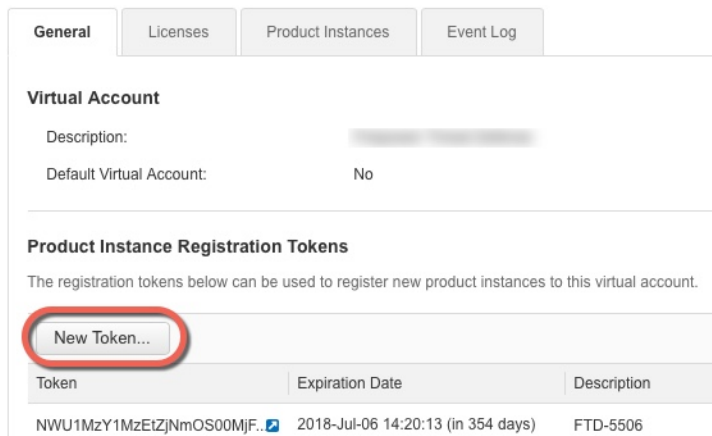 General Licenses Product Instances Event Log
Virtual Account
Description:
Default Virtual Account: No
Product Instance Registration Tokens
The registration tokens below can be used to register new product instances to this virtual account.
New Token...
Token Expiration Date Description
NWU1MzY1MzEtZjNmOS00MjF... 2018-Jul-06 14:20:13 (in 354 days) FTD-5506